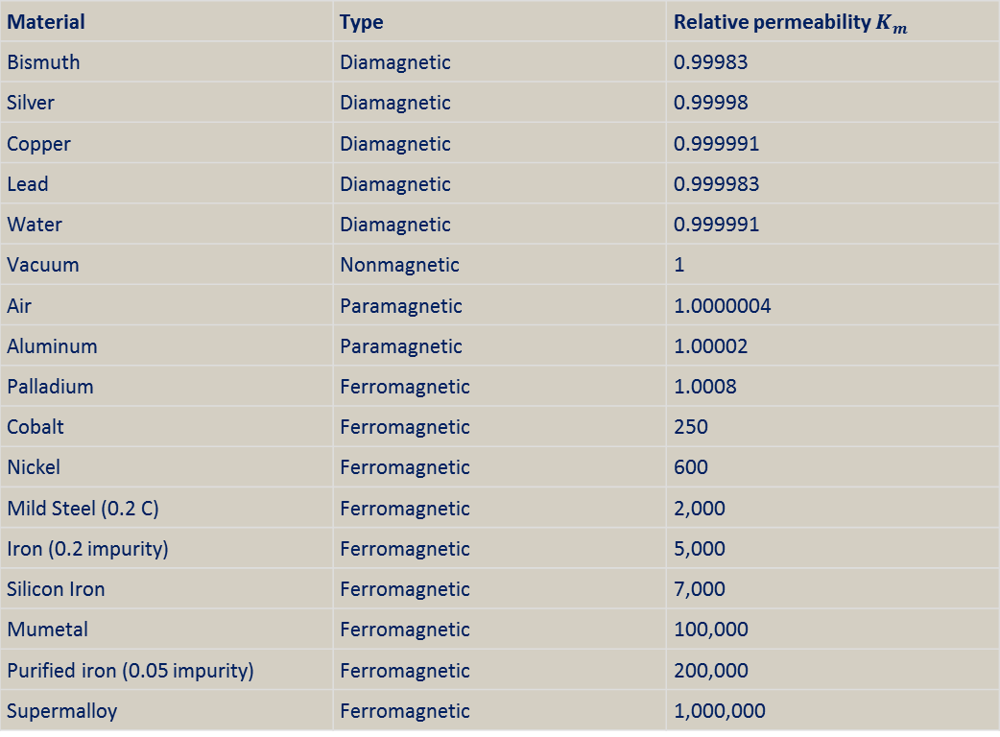 Material Type Relative permeability K_m
Bismuth Diamagnetic 0.99983
Silver Diamagnetic 0.99998
Copper Diamagnetic 0.999991
Lead Diamagnetic 0.999983
Water Diamagnetic 0.999991
Vacuum Nonmagnetic 1
Air Paramagnetic 1.0000004
Aluminum Paramagnetic 1.00002
Palladium Ferromagnetic 1.0008
Cobalt Ferromagnetic 250
Nickel Ferromagnetic 600
Mild Steel (0.2 C) Ferromagnetic 2,000
Iron (0.2 impurity) Ferromagnetic 5,000
Silicon Iron Ferromagnetic 7,000
Mumetal Ferromagnetic 100,000
Purified iron (0.05 impurity) Ferromagnetic 200,000
Supermalloy Ferromagnetic 1,000,000